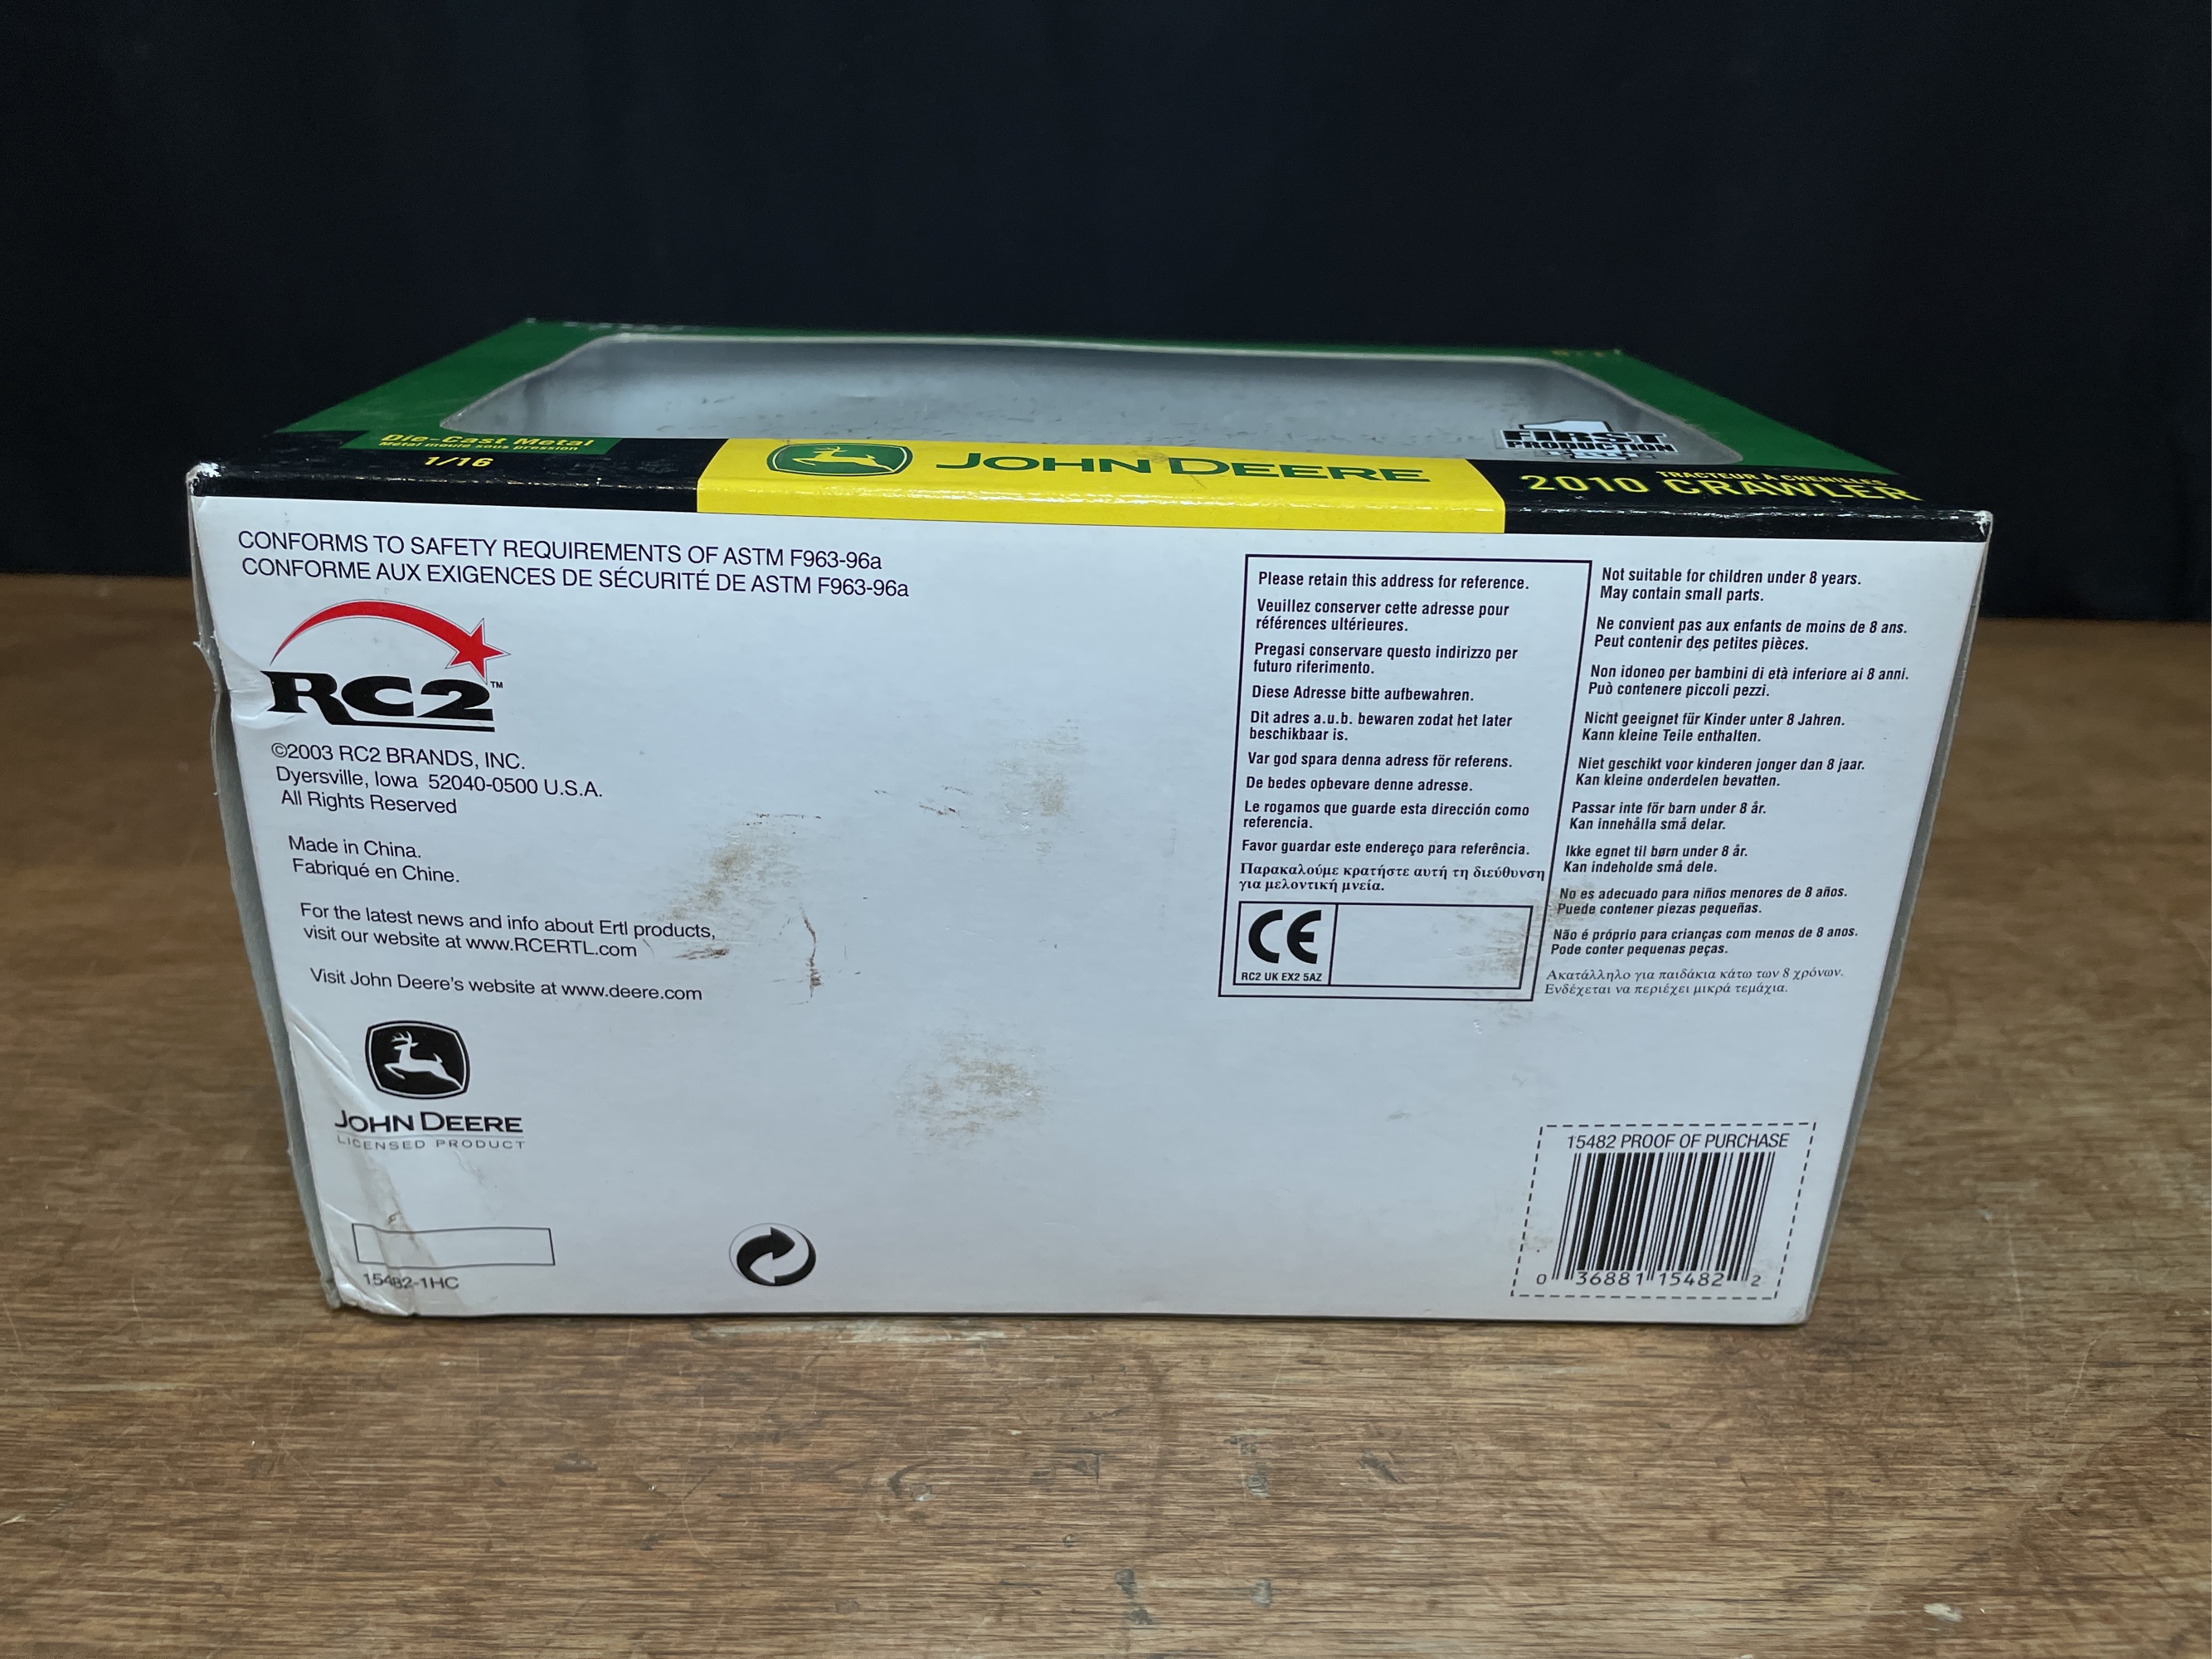 Die-Cast Metal
Métal moulé sous pression
1/16
JOHN DEERE
FIRST
PRODUCTION
TRACTEUR À CHENILLES
2010 CRAWLER
CONFORMS TO SAFETY REQUIREMENTS OF ASTM F963-96a
CONFORME AUX EXIGENCES DE SÉCURITÉ DE ASTM F963-96a
RC2™
©2003 RC2 BRANDS, INC.
Dyersville, Iowa 52040-0500 U.S.A.
All Rights Reserved
Made in China.
Fabriqué en Chine.
For the latest news and info about Ertl products,
visit our website at www.RCERTL.com
Visit John Deere's website at www.deere.com
JOHN DEERE
LICENSED PRODUCT
15482-1HC
Please retain this address for reference.
Veuillez conserver cette adresse pour
références ultérieures.
Pregasi conservare questo indirizzo per
futuro riferimento.
Diese Adresse bitte aufbewahren.
Dit adres a.u.b. bewaren zodat het later
beschikbaar is.
Var god spara denna adress för referens.
De bedes opbevare denne adresse.
Le rogamos que guarde esta dirección como
referencia.
Favor guardar este endereço para referência.
Παρακαλούμε κρατήστε αυτή τη διεύθυνση
για μελοντική μνεία.
CE
RC2 UK EX2 5AZ
Not suitable for children under 8 years.
May contain small parts.
Ne convient pas aux enfants de moins de 8 ans.
Peut contenir des petites pièces.
Non idoneo per bambini di età inferiore ai 8 anni.
Può contenere piccoli pezzi.
Nicht geeignet für Kinder unter 8 Jahren.
Kann kleine Teile enthalten.
Niet geschikt voor kinderen jonger dan 8 jaar.
Kan kleine onderdelen bevatten.
Passar inte för barn under 8 år.
Kan innehålla små delar.
Ikke egnet til børn under 8 år.
Kan indeholde små dele.
No es adecuado para niños menores de 8 años.
Puede contener piezas pequeñas.
Não é próprio para crianças com menos de 8 anos.
Pode conter pequenas peças.
Ακατάλληλο για παιδάκια κάτω των 8 χρόνων.
Ενδέχεται να περιέχει μικρά τεμάχια.
15482 PROOF OF PURCHASE
0 36881 15482 2